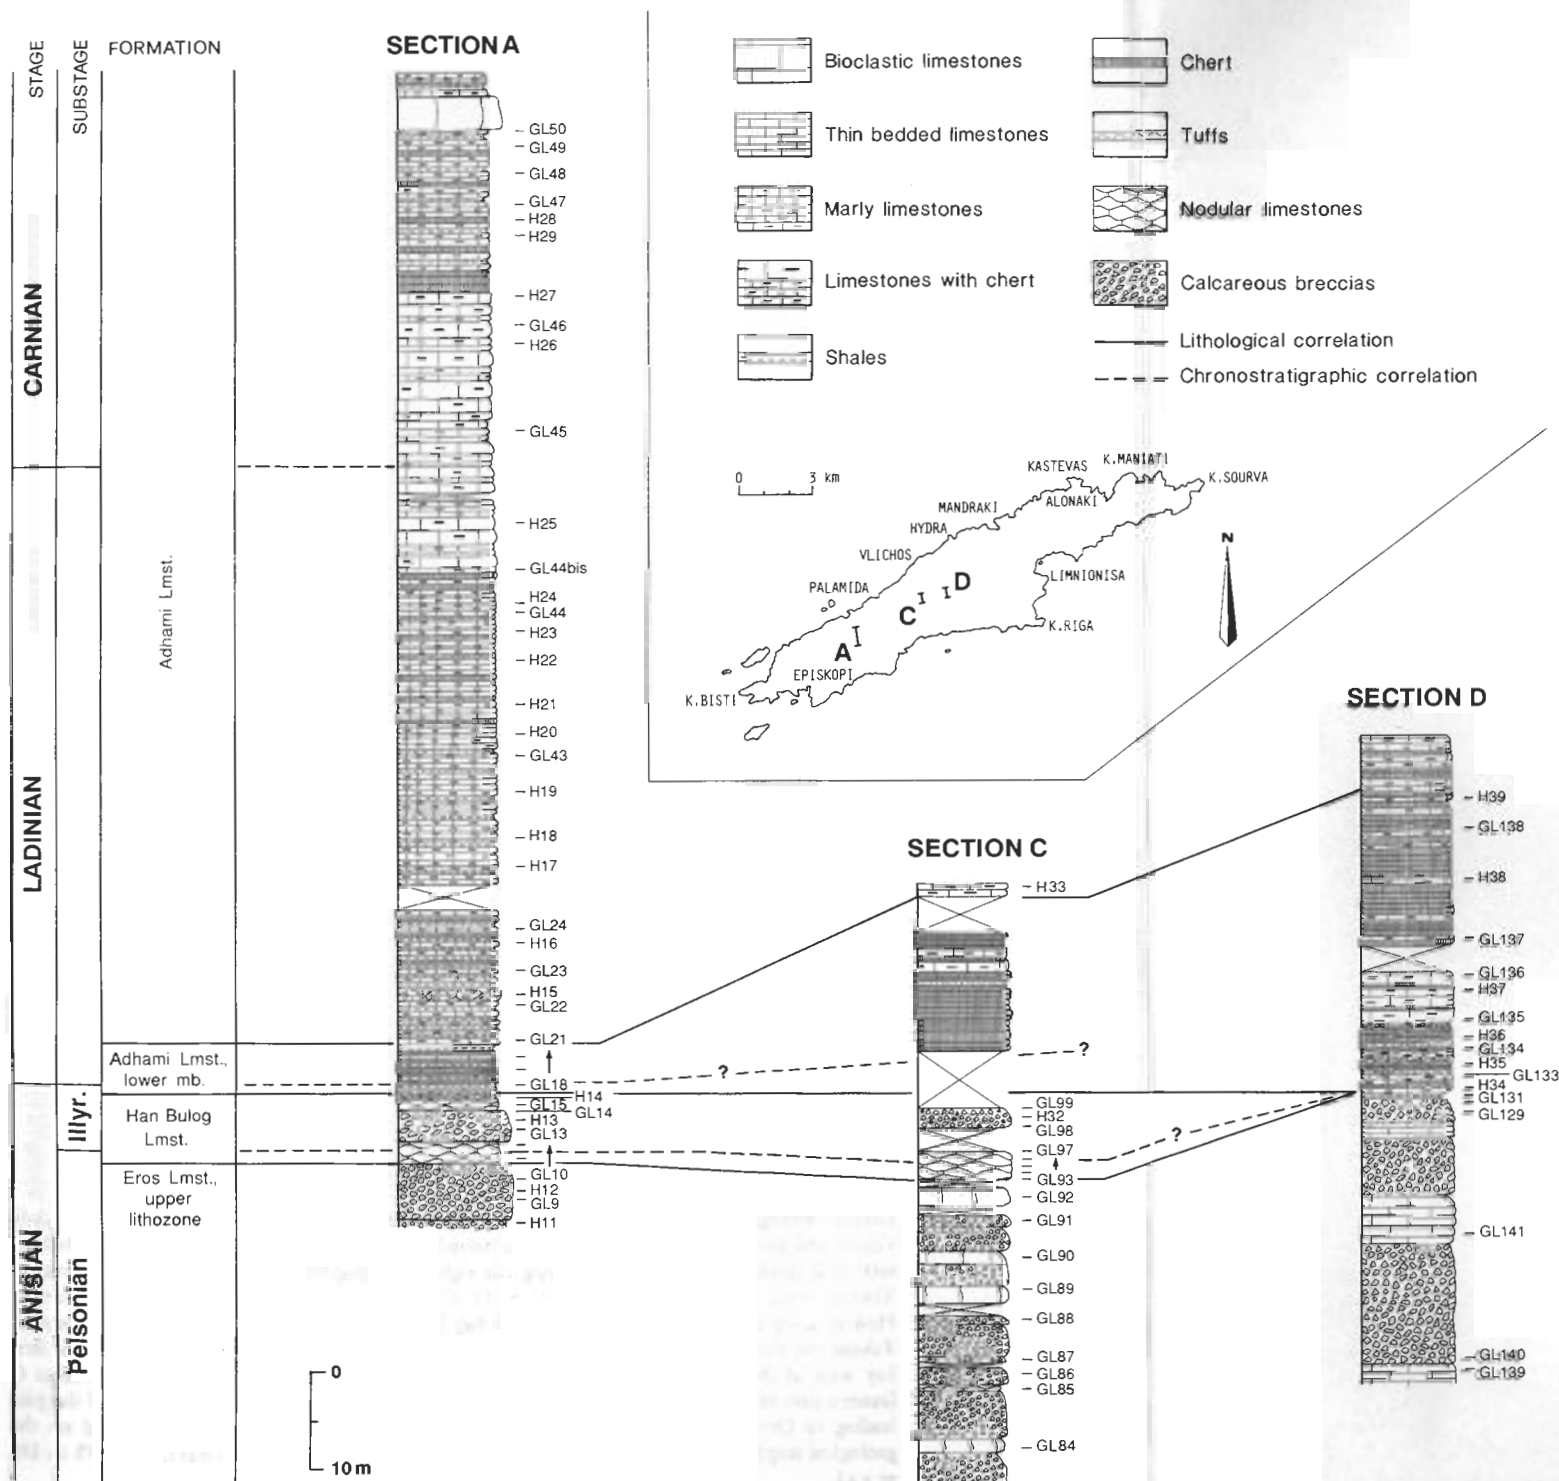 STAGE
SUBSTAGE
FORMATION
SECTION A
CARNIAN
LADINIAN
ANISIAN
Illyr.
Pelsonian
Adhami Lmst.
Adhami Lmst.,
lower mb.
Han Bulog
Lmst.
Eros Lmst.,
upper
lithozone
GL50
GL49
GL48
GL47
H28
H29
H27
GL46
H26
GL45
H25
GL44bis
H24
GL44
H23
H22
H21
H20
GL43
H19
H18
H17
GL24
H16
GL23
H15
GL22
GL21
GL18
H14
GL15
GL14
H13
GL13
GL10
H12
GL9
H11
0
10m
Bioclastic limestones
Thin bedded limestones
Marly limestones
Limestones with chert
Shales
Chert
Tuffs
Nodular limestones
Calcareous breccias
Lithological correlation
Chronostratigraphic correlation
0 3 km
KASTEVAS
K.MANIATI
K.SOURVA
ALONAKI
MANDRAKI
HYDRA
VLICHOS
PALAMIDA
LIMNIONISA
K.RIGA
EPISKOPI
K.BISTI
A
C
D
N
SECTION C
H33
?
?
GL99
H32
GL98
GL97
GL93
GL92
GL91
GL90
GL89
GL88
GL87
GL86
GL85
GL84
?
SECTION D
H39
GL138
H38
GL137
GL136
H37
GL135
H36
GL134
H35
GL133
H34
GL131
GL129
GL141
GL140
GL139